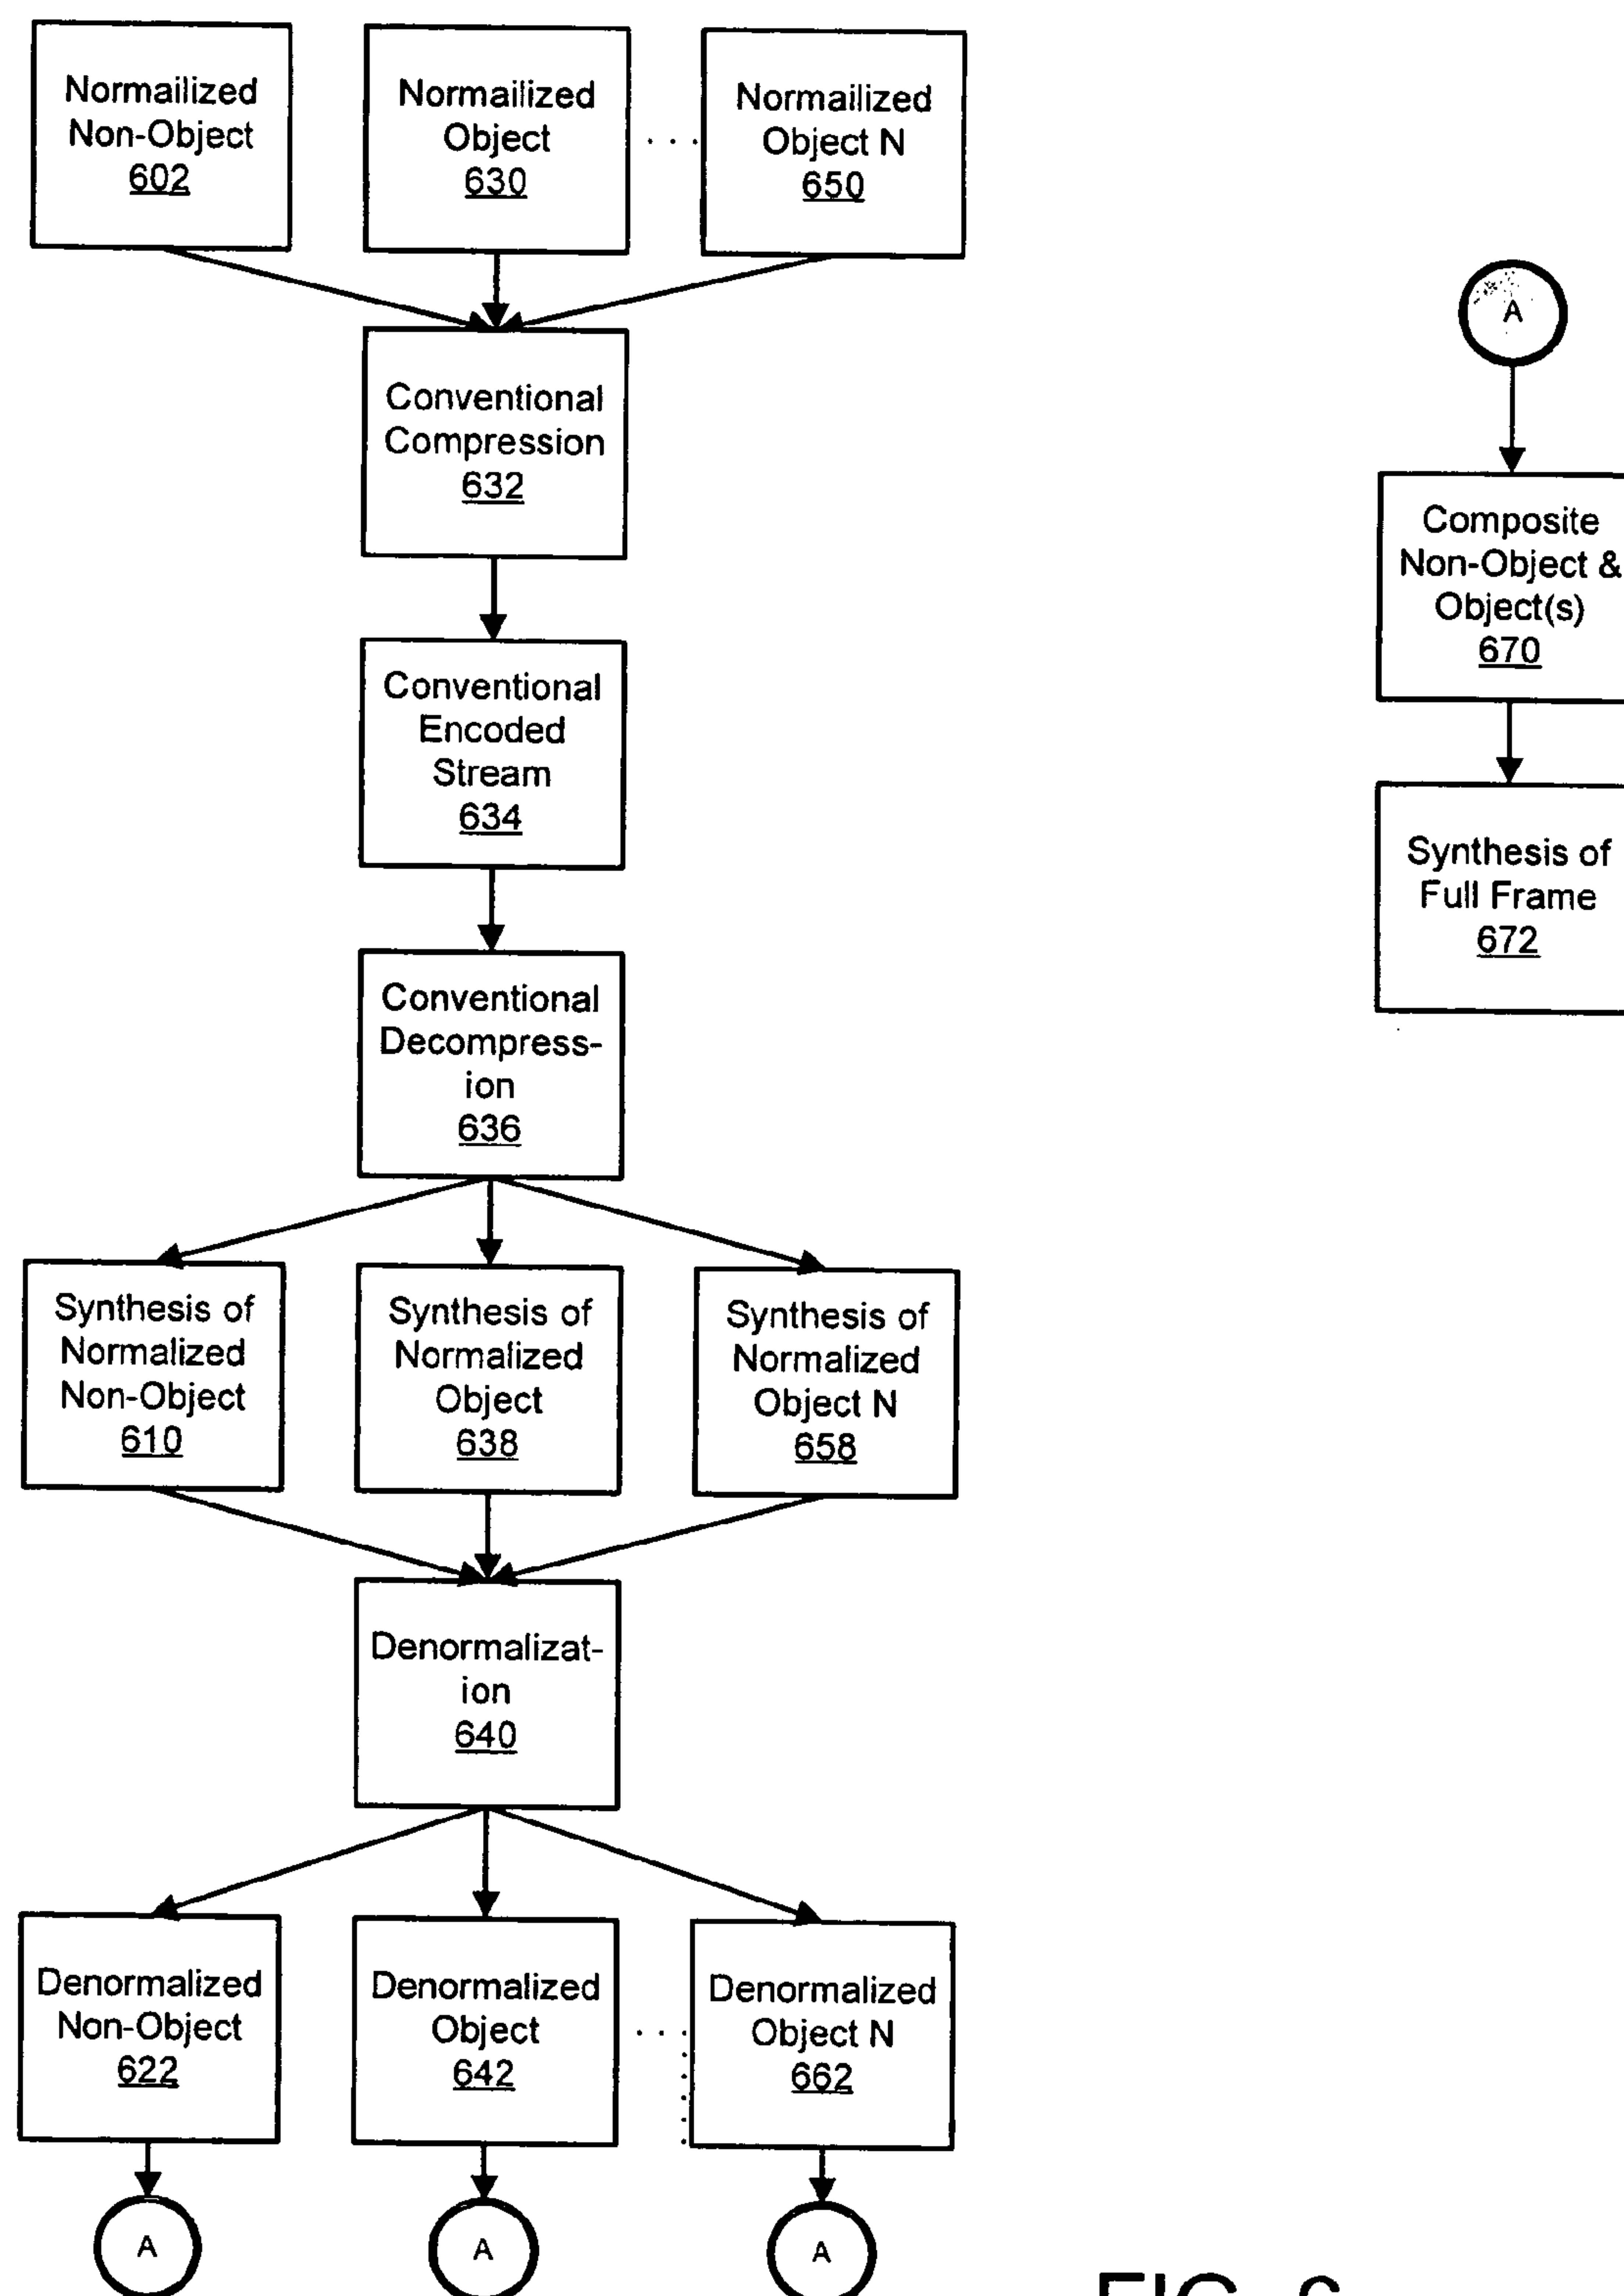 Normailized
Non-Object
602
Normailized
Object
630
. . .
Normailized
Object N
650
Conventional
Compression
632
Conventional
Encoded
Stream
634
Conventional
Decompress-
ion
636
Synthesis of
Normalized
Non-Object
610
Synthesis of
Normalized
Object
638
Synthesis of
Normalized
Object N
658
Denormalizat-
ion
640
Denormalized
Non-Object
622
Denormalized
Object
642
. . .
Denormalized
Object N
662
A
A
A
A
Composite
Non-Object &
Object(s)
670
Synthesis of
Full Frame
672
FIG. 6